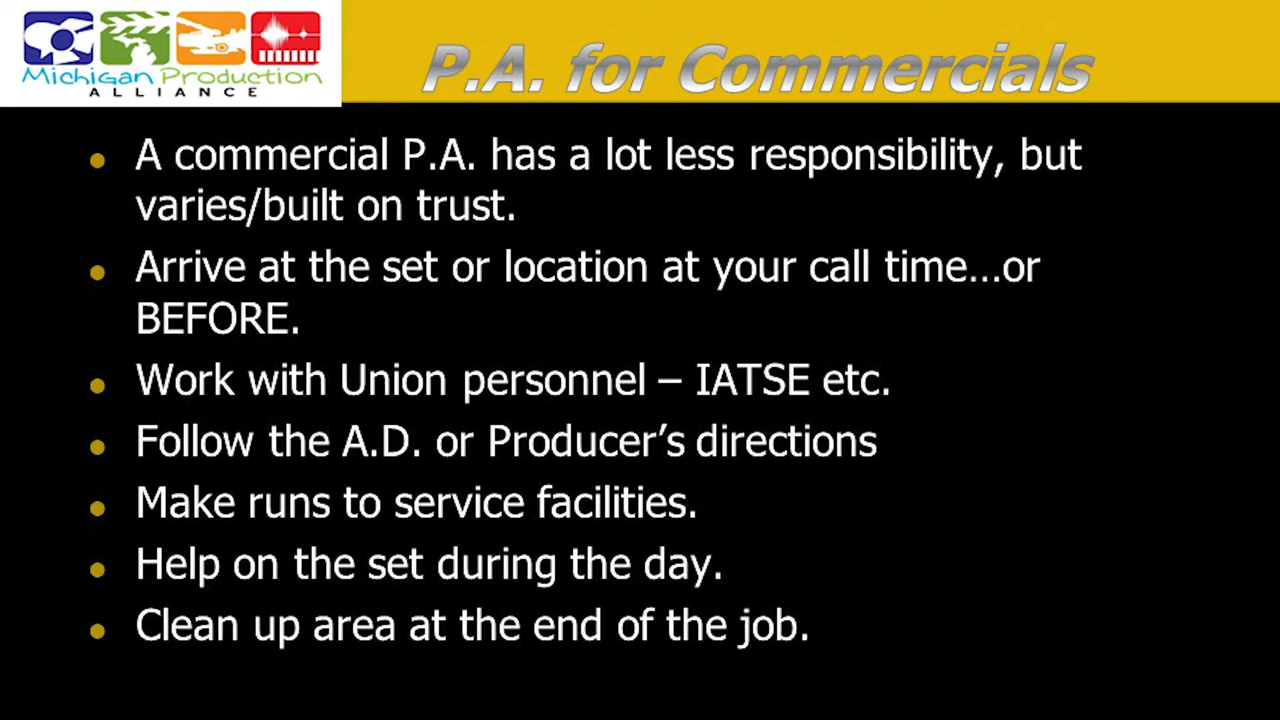 Michigan Production
ALLIANCE
P.A. for Commercials
A commercial P.A. has a lot less responsibility, but
varies/built on trust.
Arrive at the set or location at your call time…or
BEFORE.
Work with Union personnel – IATSE etc.
Follow the A.D. or Producer’s directions
Make runs to service facilities.
Help on the set during the day.
Clean up area at the end of the job.